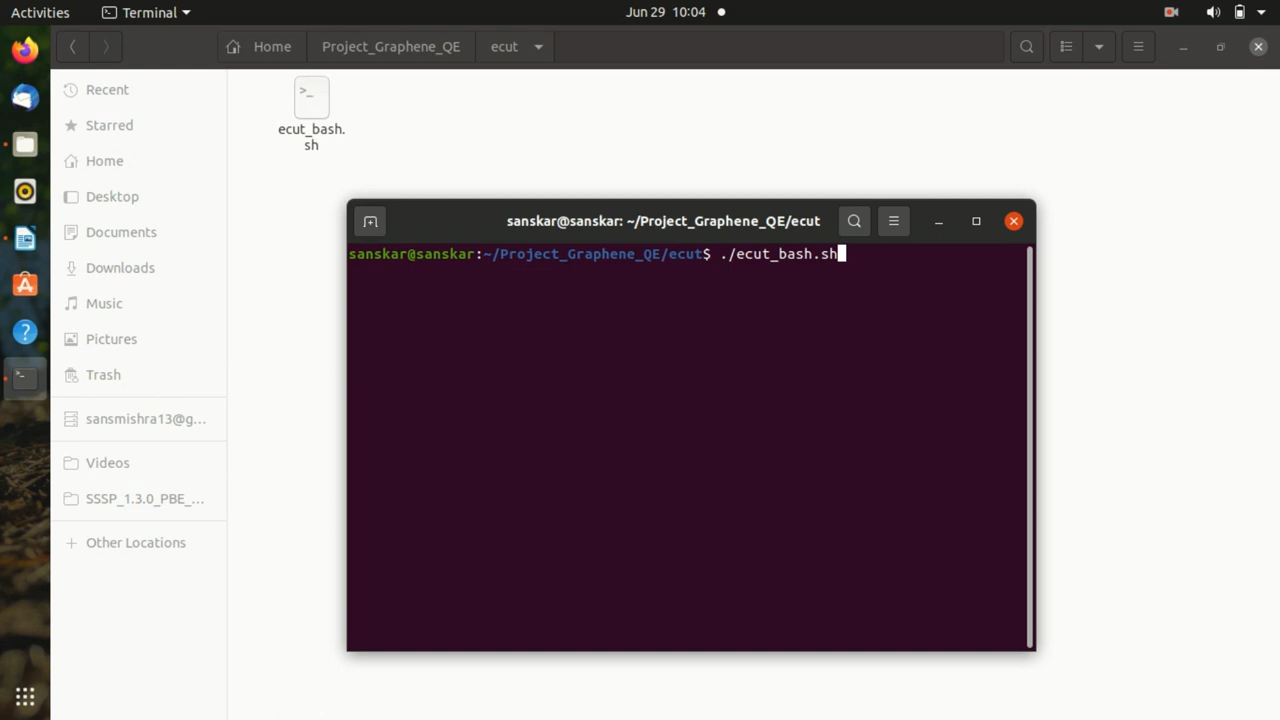 Activities
Terminal
Jun 29 10:04
Home
Project_Graphene_QE
ecut
Recent
Starred
Home
Desktop
Documents
Downloads
Music
Pictures
Trash
sansmishra13@g...
Videos
SSSP_1.3.0_PBE_...
Other Locations
>_
ecut_bash.
sh
sanskar@sanskar: ~/Project_Graphene_QE/ecut
sanskar@sanskar:~/Project_Graphene_QE/ecut$ ./ecut_bash.sh